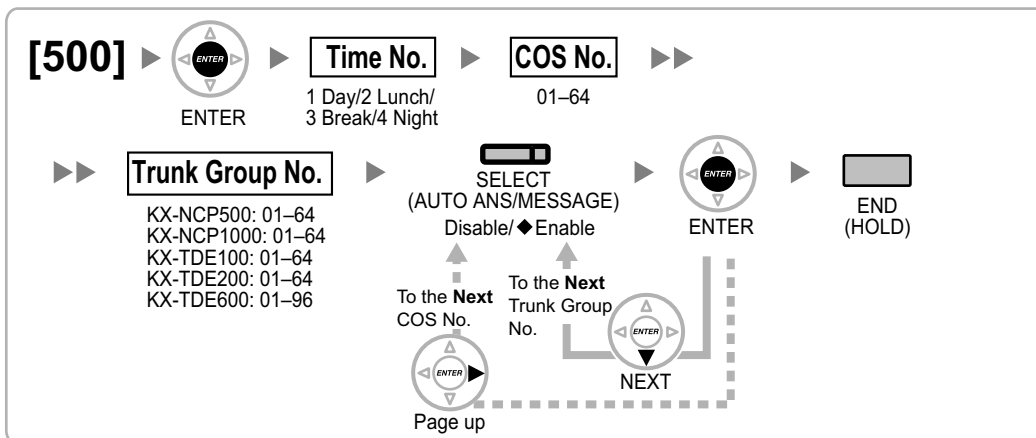 [500]
ENTER
ENTER
Time No.
1 Day/2 Lunch/
3 Break/4 Night
COS No.
01–64
Trunk Group No.
KX-NCP500: 01–64
KX-NCP1000: 01–64
KX-TDE100: 01–64
KX-TDE200: 01–64
KX-TDE600: 01–96
SELECT
(AUTO ANS/MESSAGE)
Disable/◆Enable
ENTER
ENTER
END
(HOLD)
To the Next
COS No.
ENTER
Page up
To the Next
Trunk Group
No.
ENTER
NEXT